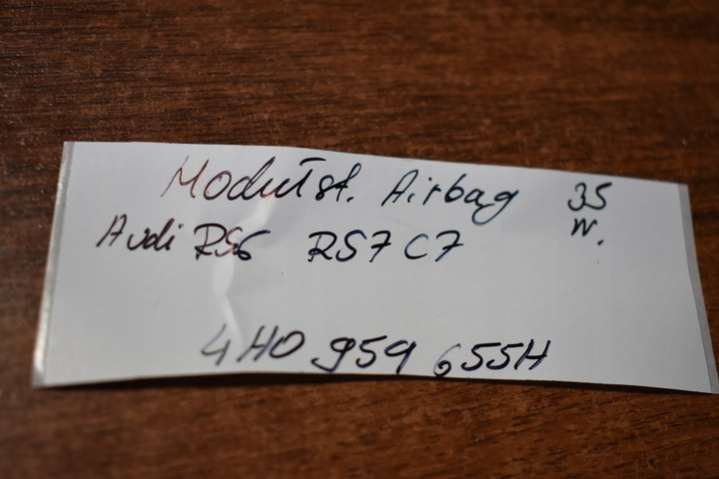 Moduł st. Airbag 35
w.
Audi RS6 RS7 C7
4H0 959 655H